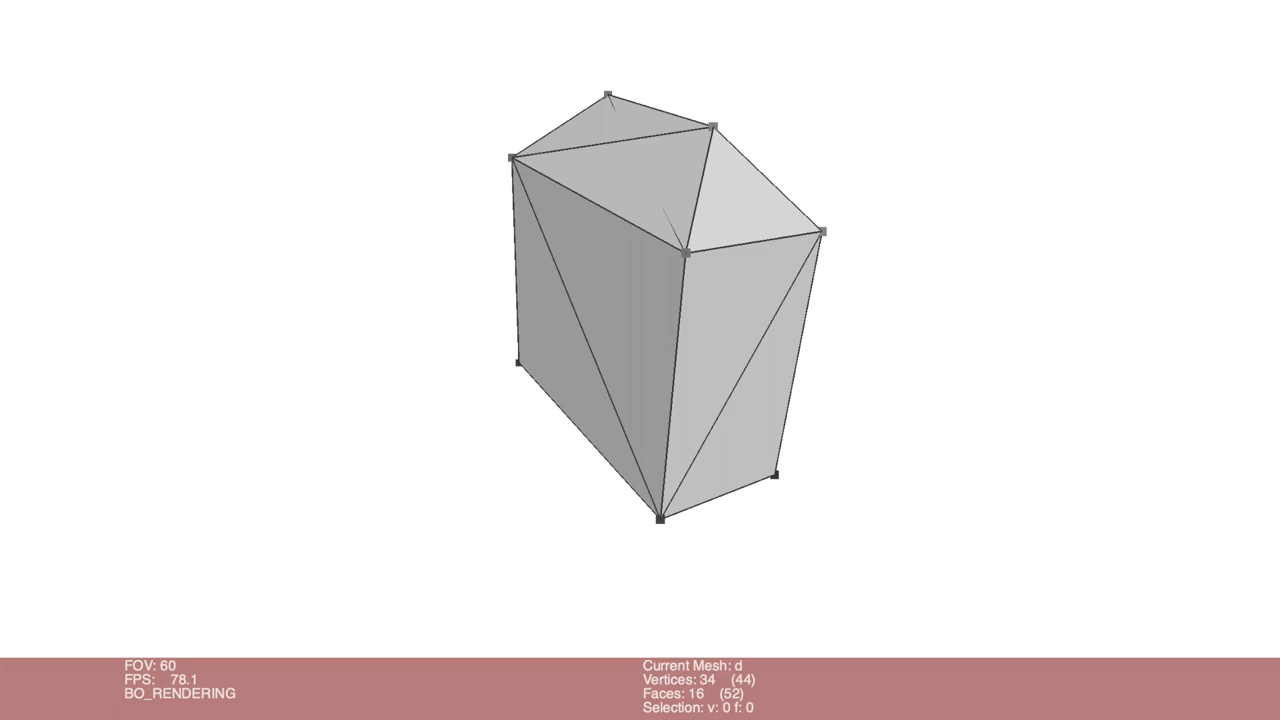 FOV: 60
FPS: 78.1
BO_RENDERING
Current Mesh: d
Vertices: 34 (44)
Faces: 16 (52)
Selection: v: 0 f: 0